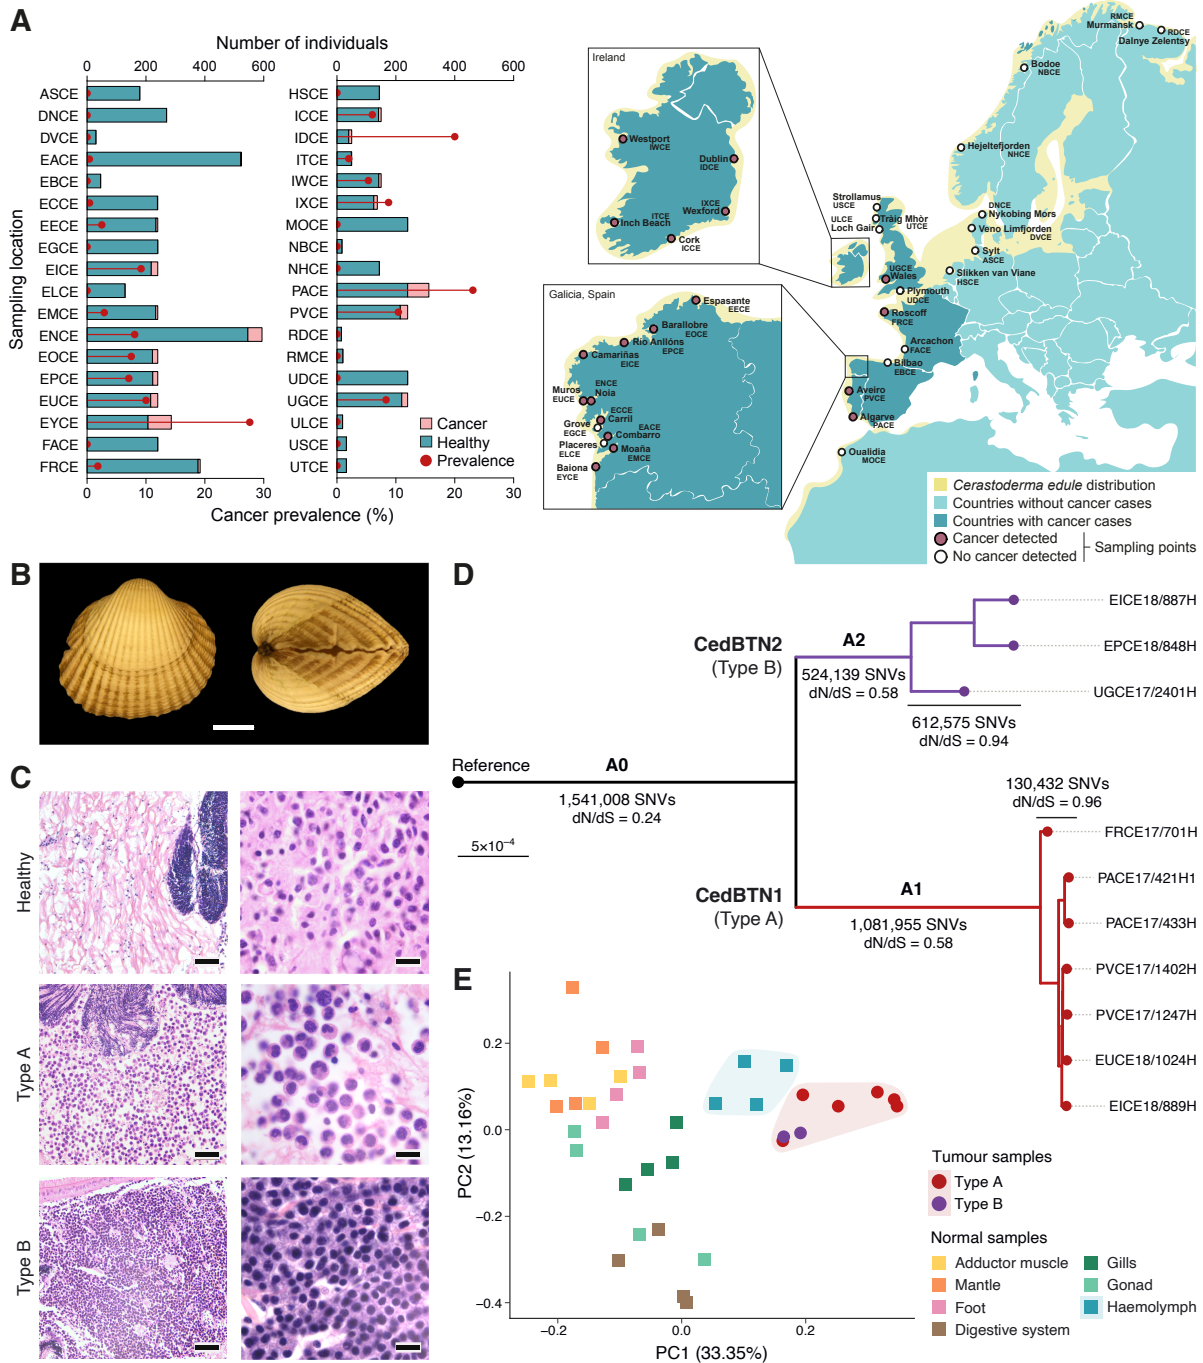 A
Number of individuals
0 200 400 600
0 200 400 600
Sampling location
ASCE
DNCE
DVCE
EACE
EBCE
ECCE
EECE
EGCE
EICE
ELCE
EMCE
ENCE
EOCE
EPCE
EUCE
EYCE
FACE
FRCE
HSCE
ICCE
IDCE
ITCE
IWCE
IXCE
MOCE
NBCE
NHCE
PACE
PVCE
RDCE
RMCE
UDCE
UGCE
ULCE
USCE
UTCE
Cancer
Healthy
Prevalence
0 10 20 30
0 10 20 30
Cancer prevalence (%)
Ireland
Westport
IWCE
Dublin
IDCE
IXCE
Wexford
ITCE
Inch Beach
Cork
ICCE
Galicia, Spain
Espasante
EECE
Barallobre
EOCE
Río Anllóns
EPCE
Camariñas
EICE
ENCE
Noia
Muros
EUCE
ECCE
Carril
Grove
EGCE
EACE
Combarro
Placeres
ELCE
Moaña
EMCE
Baiona
EYCE
RMCE
Murmansk
RDCE
Dalnye Zelentsy
Bodoe
NBCE
Hejeltefjorden
NHCE
Strollamus
USCE
ULCE
Loch Gair
Tràig Mhòr
UTCE
DNCE
Nykobing Mors
Veno Limfjorden
DVCE
Sylt
ASCE
Slikken van Viane
HSCE
UGCE
Wales
Plymouth
UDCE
Roscoff
FRCE
Arcachon
FACE
Bilbao
EBCE
Aveiro
PVCE
Algarve
PACE
Oualidia
MOCE
Cerastoderma edule distribution
Countries without cancer cases
Countries with cancer cases
Cancer detected
No cancer detected
Sampling points
B
C
Healthy
Type A
Type B
D
Reference
A0
1,541,008 SNVs
dN/dS = 0.24
5×10⁻⁴
CedBTN2
(Type B)
A2
524,139 SNVs
dN/dS = 0.58
612,575 SNVs
dN/dS = 0.94
EICE18/887H
EPCE18/848H
UGCE17/2401H
CedBTN1
(Type A)
A1
1,081,955 SNVs
dN/dS = 0.58
130,432 SNVs
dN/dS = 0.96
FRCE17/701H
PACE17/421H1
PACE17/433H
PVCE17/1402H
PVCE17/1247H
EUCE18/1024H
EICE18/889H
E
PC2 (13.16%)
0.2
0.0
−0.2
−0.4
−0.2 0.0 0.2
PC1 (33.35%)
Tumour samples
Type A
Type B
Normal samples
Adductor muscle
Mantle
Foot
Digestive system
Gills
Gonad
Haemolymph